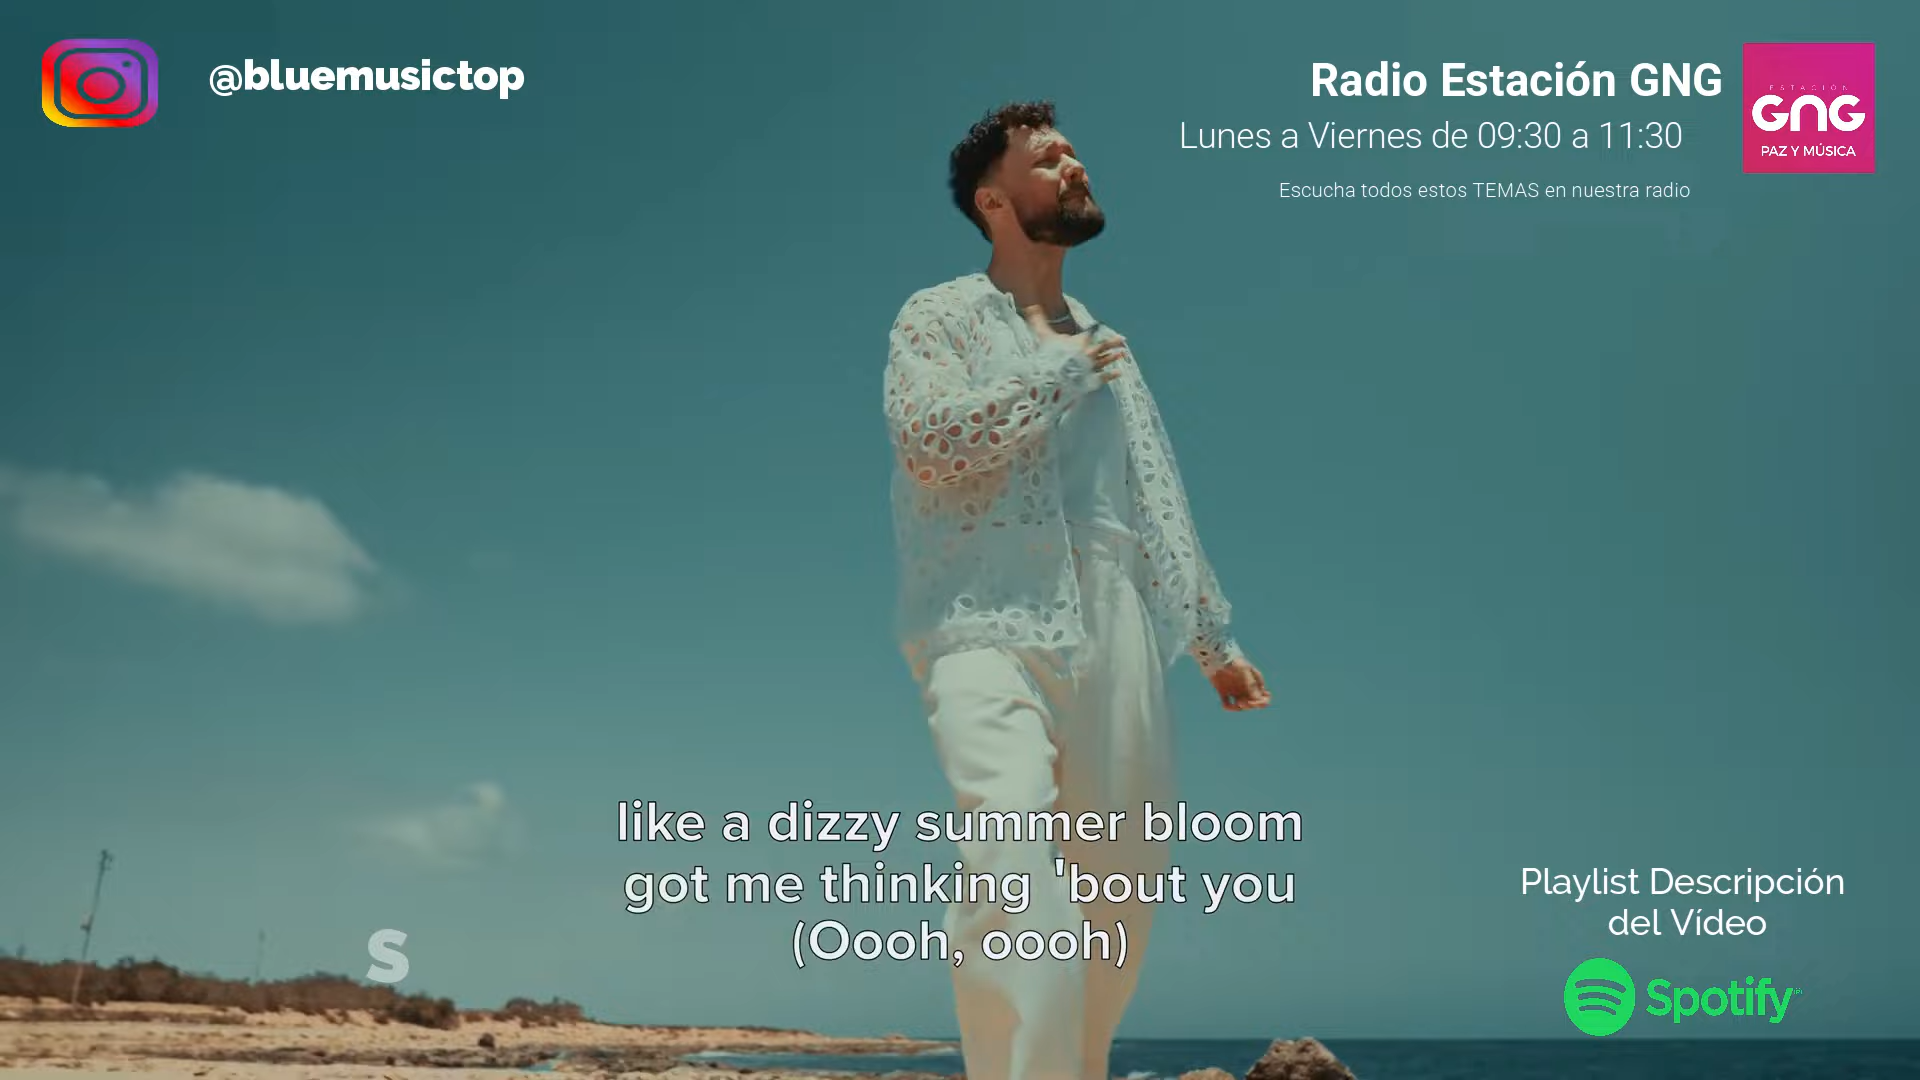 @bluemusictop
Radio Estación GNG
Lunes a Viernes de 09:30 a 11:30
Escucha todos estos TEMAS en nuestra radio
ESTACIÓN
GNG
PAZ Y MÚSICA
like a dizzy summer bloom
got me thinking 'bout you
(Oooh, oooh)
S
Playlist Descripción
del Vídeo
Spotify